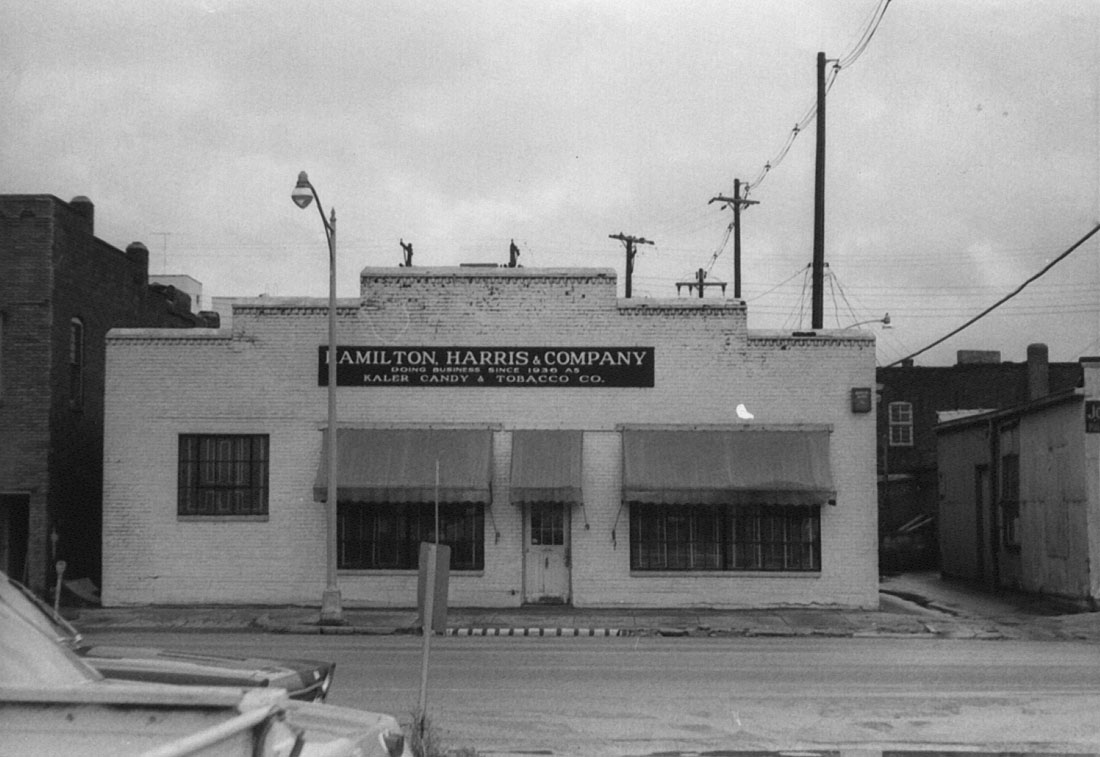 HAMILTON, HARRIS & COMPANY
DOING BUSINESS SINCE 1936 AS
KALER CANDY & TOBACCO CO.